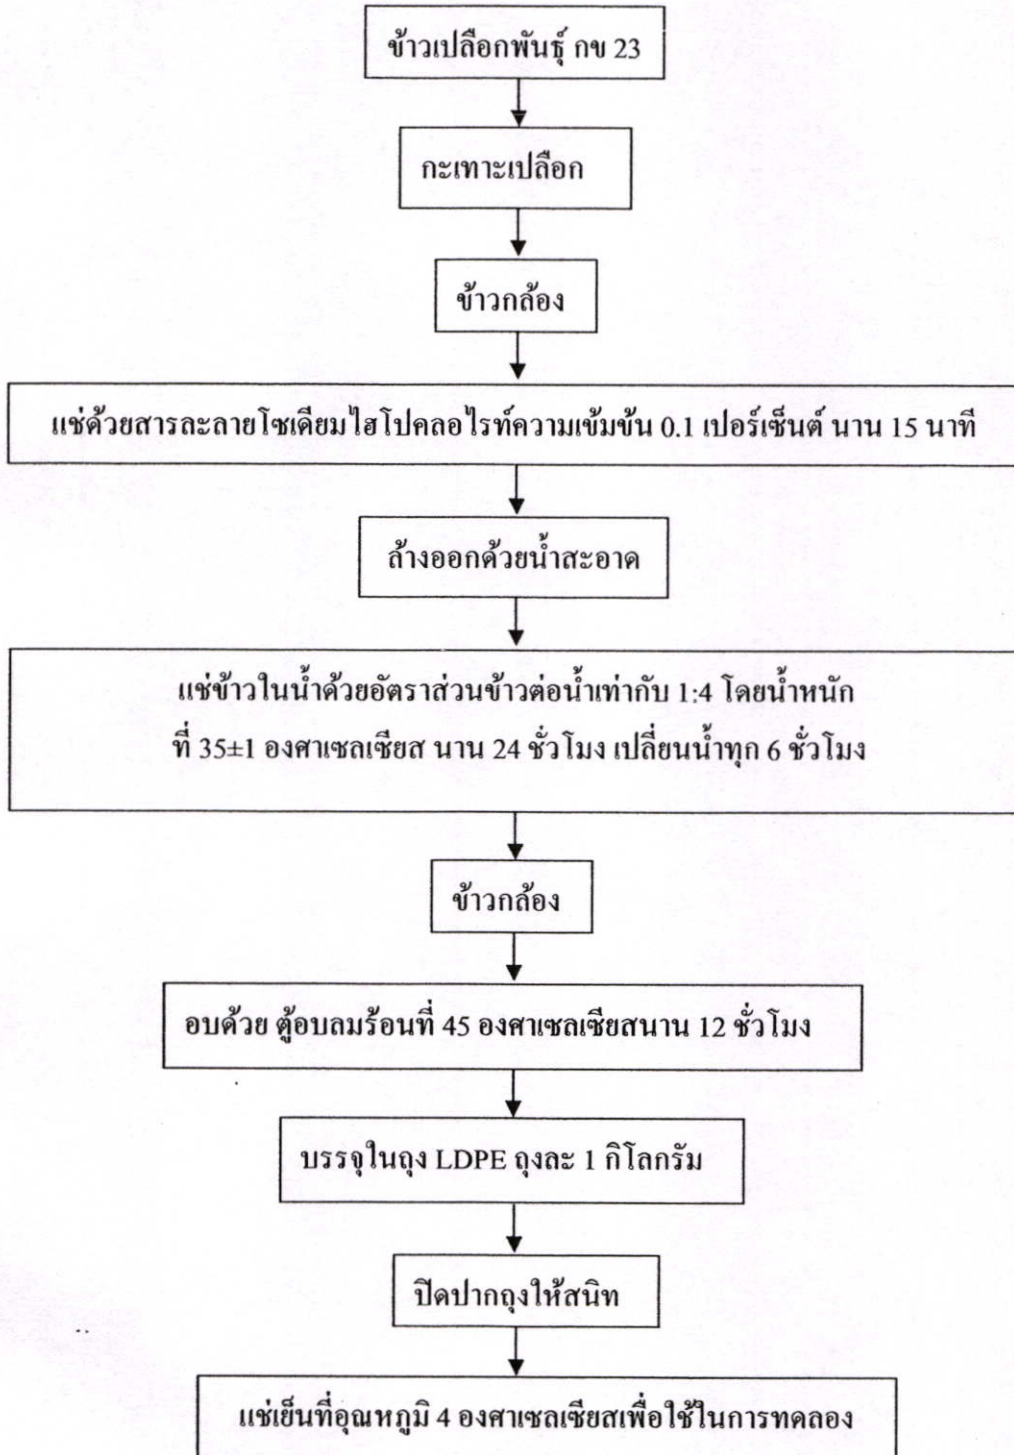 ข้าวเปลือกพันธุ์ กข 23
กะเทาะเปลือก
ข้าวกล้อง
แช่ด้วยสารละลายโซเดียมไฮโปคลอไรท์ความเข้มข้น 0.1 เปอร์เซ็นต์ นาน 15 นาที
ล้างออกด้วยน้ำสะอาด
แช่ข้าวในน้ำด้วยอัตราส่วนข้าวต่อน้ำเท่ากับ 1:4 โดยน้ำหนัก
ที่ 35±1 องศาเซลเซียส นาน 24 ชั่วโมง เปลี่ยนน้ำทุก 6 ชั่วโมง
ข้าวกล้อง
อบด้วย ตู้อบลมร้อนที่ 45 องศาเซลเซียสนาน 12 ชั่วโมง
บรรจุในถุง LDPE ถุงละ 1 กิโลกรัม
ปิดปากถุงให้สนิท
แช่เย็นที่อุณหภูมิ 4 องศาเซลเซียสเพื่อใช้ในการทดลอง